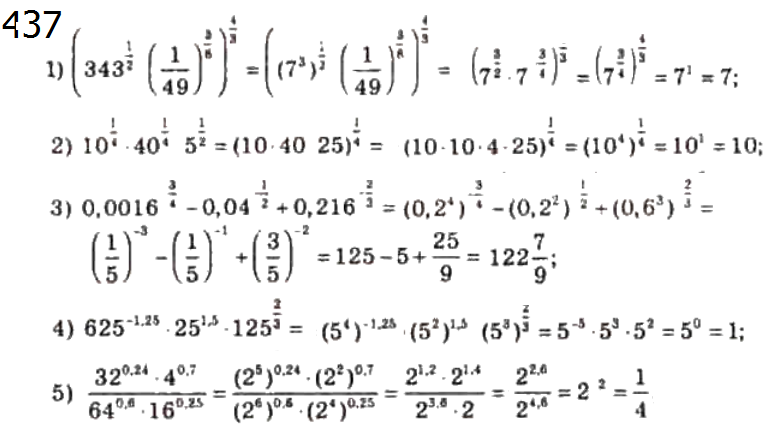 437
1) (343^{1/2} · (1/49)^{3/8})^{4/3} = ((7³)^{1/2} (1/49)^{3/8})^{4/3} = (7^{3/2} · 7^{3/4})^{4/3} = (7^{3/4})^{4/3} = 7¹ = 7;
2) 10^{1/4} · 40^{1/4} 5^{1/2} = (10 · 40 25)^{1/4} = (10 · 10 · 4 · 25)^{1/4} = (10⁴)^{1/4} = 10¹ = 10;
3) 0,0016^{3/4} − 0,04^{1/2} + 0,216^{-2/3} = (0,2⁴)^{-3/4} − (0,2²)^{1/2} + (0,6³)^{2/3} =
(1/5)^{-3} − (1/5)^{-1} + (3/5)^{-2} = 125 − 5 + 25/9 = 122 7/9;
4) 625^{-1,25} · 25^{1,5} · 125^{2/3} = (5⁴)^{-1,25} · (5²)^{1,5} (5³)^{2/3} = 5^{-5} · 5³ · 5² = 5⁰ = 1;
5) (32^{0,24} · 4^{0,7})/(64^{0,6} · 16^{0,25}) = ((2⁵)^{0,24} · (2²)^{0,7})/((2⁶)^{0,6} · (2⁴)^{0,25}) = (2^{1,2} · 2^{1,4})/(2^{3,6} · 2) = 2^{2,6}/2^{4,6} = 2 ² = 1/4